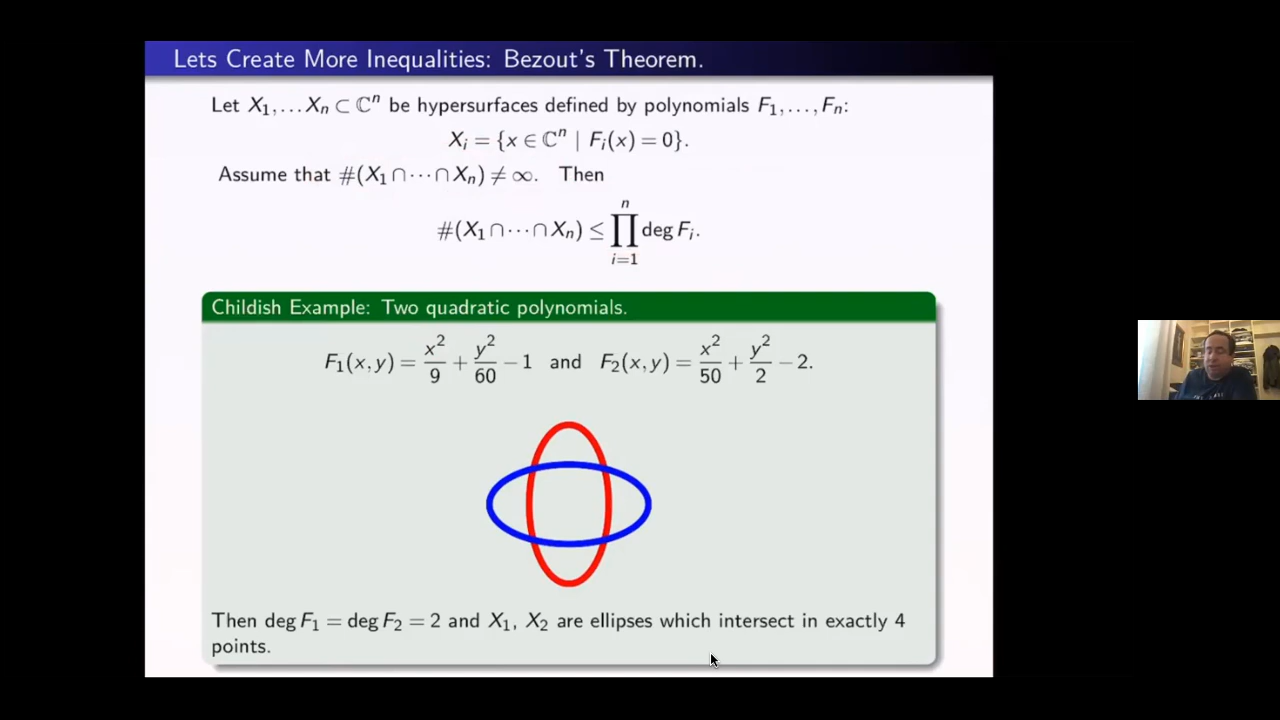 Lets Create More Inequalities: Bezout's Theorem.
Let X₁,…Xₙ ⊂ ℂⁿ be hypersurfaces defined by polynomials F₁,…,Fₙ:
Xᵢ = {x ∈ ℂⁿ | Fᵢ(x) = 0}.
Assume that #(X₁ ∩ ⋯ ∩ Xₙ) ≠ ∞. Then
#(X₁ ∩ ⋯ ∩ Xₙ) ≤ ∏ᵢ₌₁ⁿ deg Fᵢ.
Childish Example: Two quadratic polynomials.
F₁(x,y) = x²/9 + y²/60 − 1 and F₂(x,y) = x²/50 + y²/2 − 2.
Then deg F₁ = deg F₂ = 2 and X₁, X₂ are ellipses which intersect in exactly 4
points.